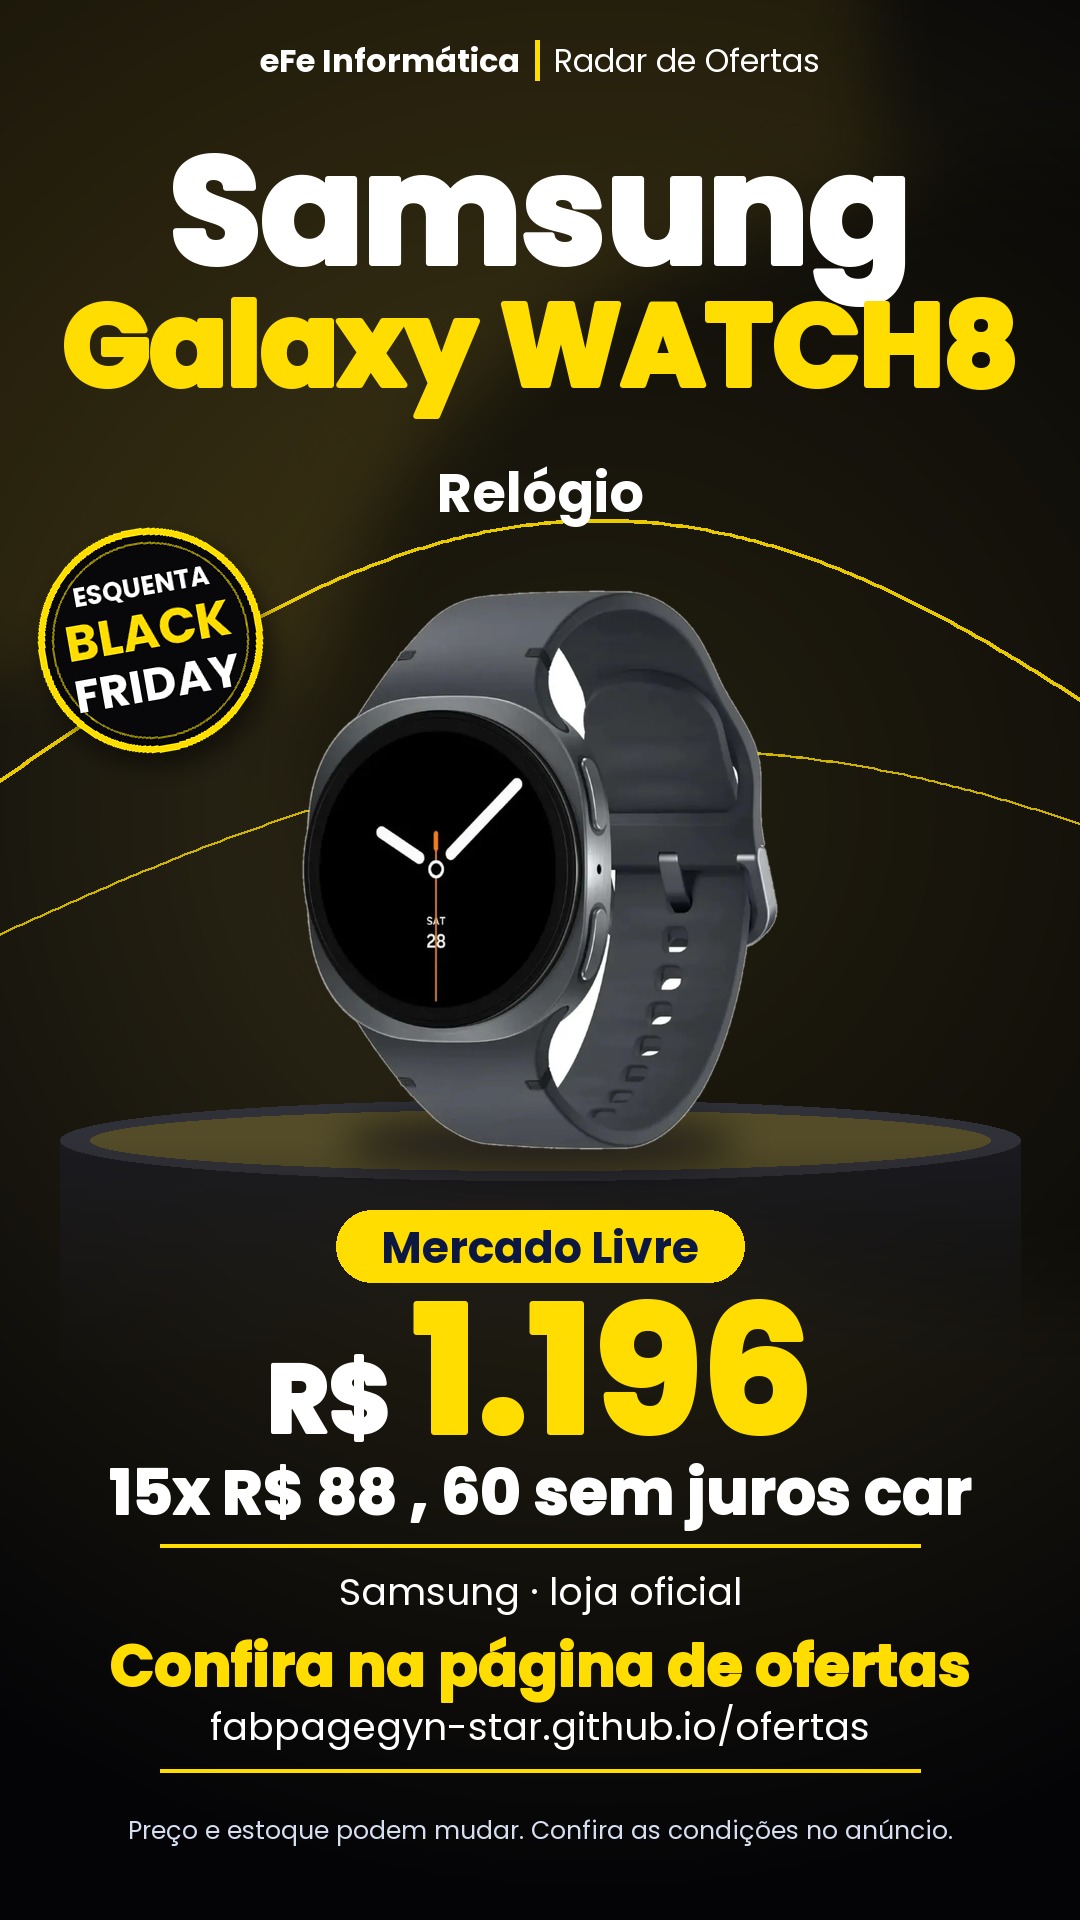 eFe Informática | Radar de Ofertas
Samsung
Galaxy WATCH8
Relógio
ESQUENTA
BLACK
FRIDAY
SAT
28
Mercado Livre
R$ 1.196
15x R$ 88 , 60 sem juros car
Samsung · loja oficial
Confira na página de ofertas
fabpagegyn-star.github.io/ofertas
Preço e estoque podem mudar. Confira as condições no anúncio.